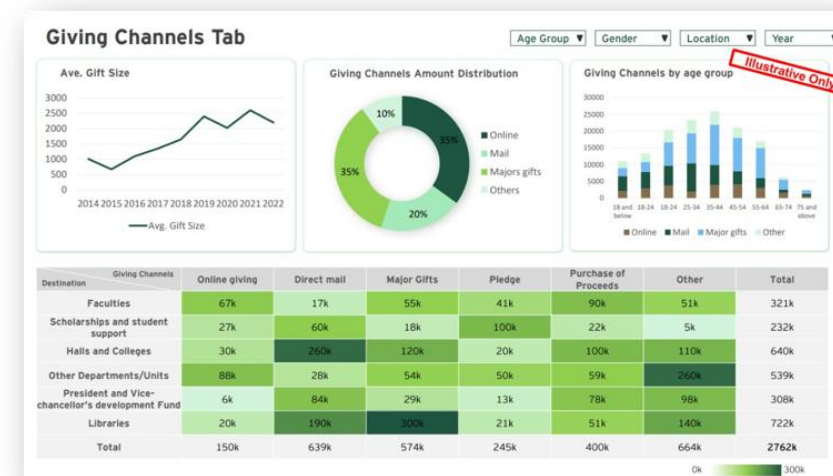 Giving Channels Tab
Age Group ▼
Gender ▼
Location ▼
Year
Illustrative Only
Ave. Gift Size
3000
2500
2000
1500
1000
500
0
2014 2015 2016 2017 2018 2019 2020 2021 2022
Avg. Gift Size
Giving Channels Amount Distribution
10%
35%
35%
20%
Online
Mail
Majors gifts
Others
Giving Channels by age group
30000
25000
20000
15000
10000
5000
0
18 and below 18-24 18-24 25-34 35-44 45-54 55-64 65-74 75 and above
Online Mail Major gifts Other
Giving Channels
Destination
Online giving Direct mail Major Gifts Pledge Purchase of Proceeds Other Total
Faculties 67k 17k 55k 41k 90k 51k 321k
Scholarships and student support 27k 60k 18k 100k 22k 5k 232k
Halls and Colleges 30k 260k 120k 20k 100k 110k 640k
Other Departments/Units 88k 28k 54k 50k 59k 260k 539k
President and Vice-chancellor's development Fund 6k 84k 29k 13k 78k 98k 308k
Libraries 20k 190k 300k 21k 51k 140k 722k
Total 150k 639k 574k 245k 400k 664k 2762k
0k 300k